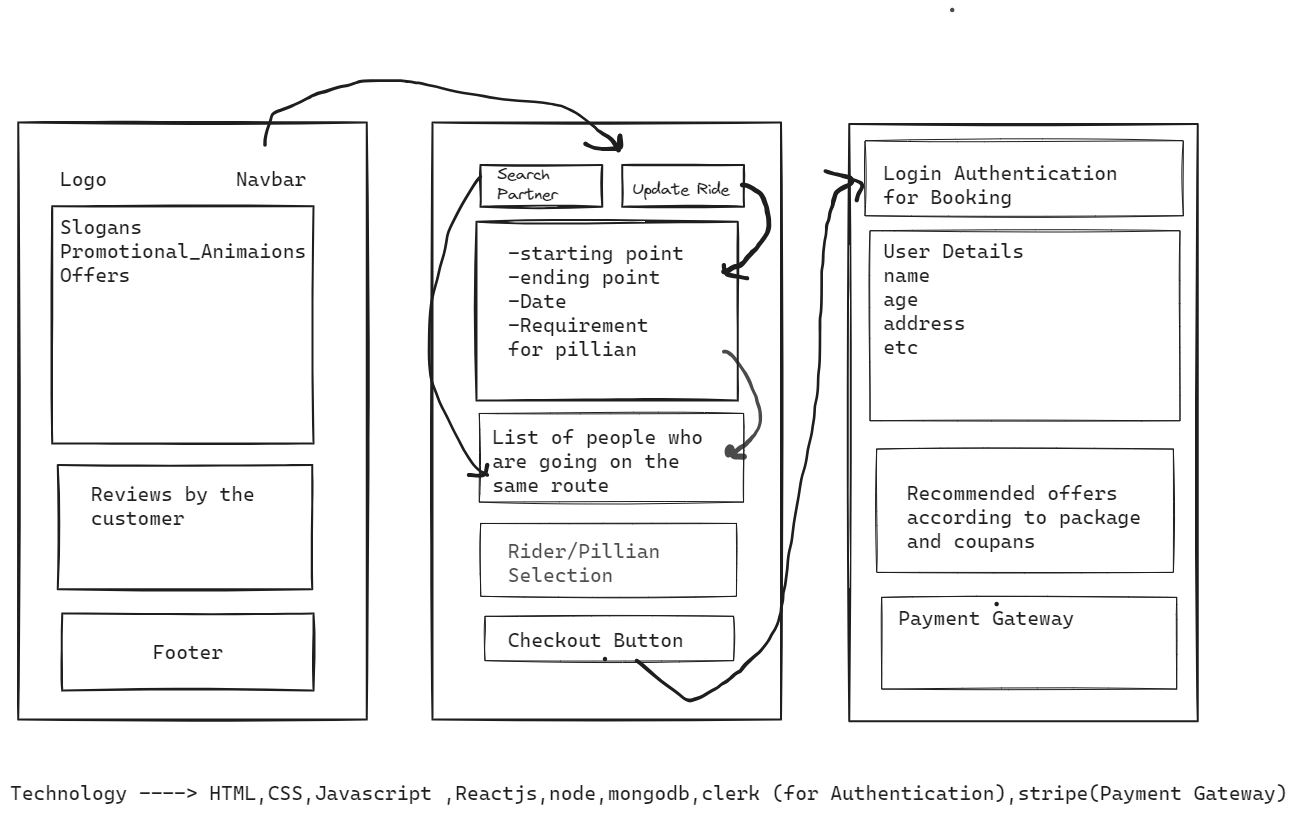 Logo
Navbar
Slogans
Promotional_Animaions
Offers
Reviews by the
customer
Footer
Search
Partner
Update Ride
-starting point
-ending point
-Date
-Requirement
for pillian
List of people who
are going on the
same route
Rider/Pillian
Selection
Checkout Button
Login Authentication
for Booking
User Details
name
age
address
etc
Recommended offers
according to package
and coupans
Payment Gateway
Technology ----> HTML,CSS,Javascript ,Reactjs,node,mongodb,clerk (for Authentication),stripe(Payment Gateway)